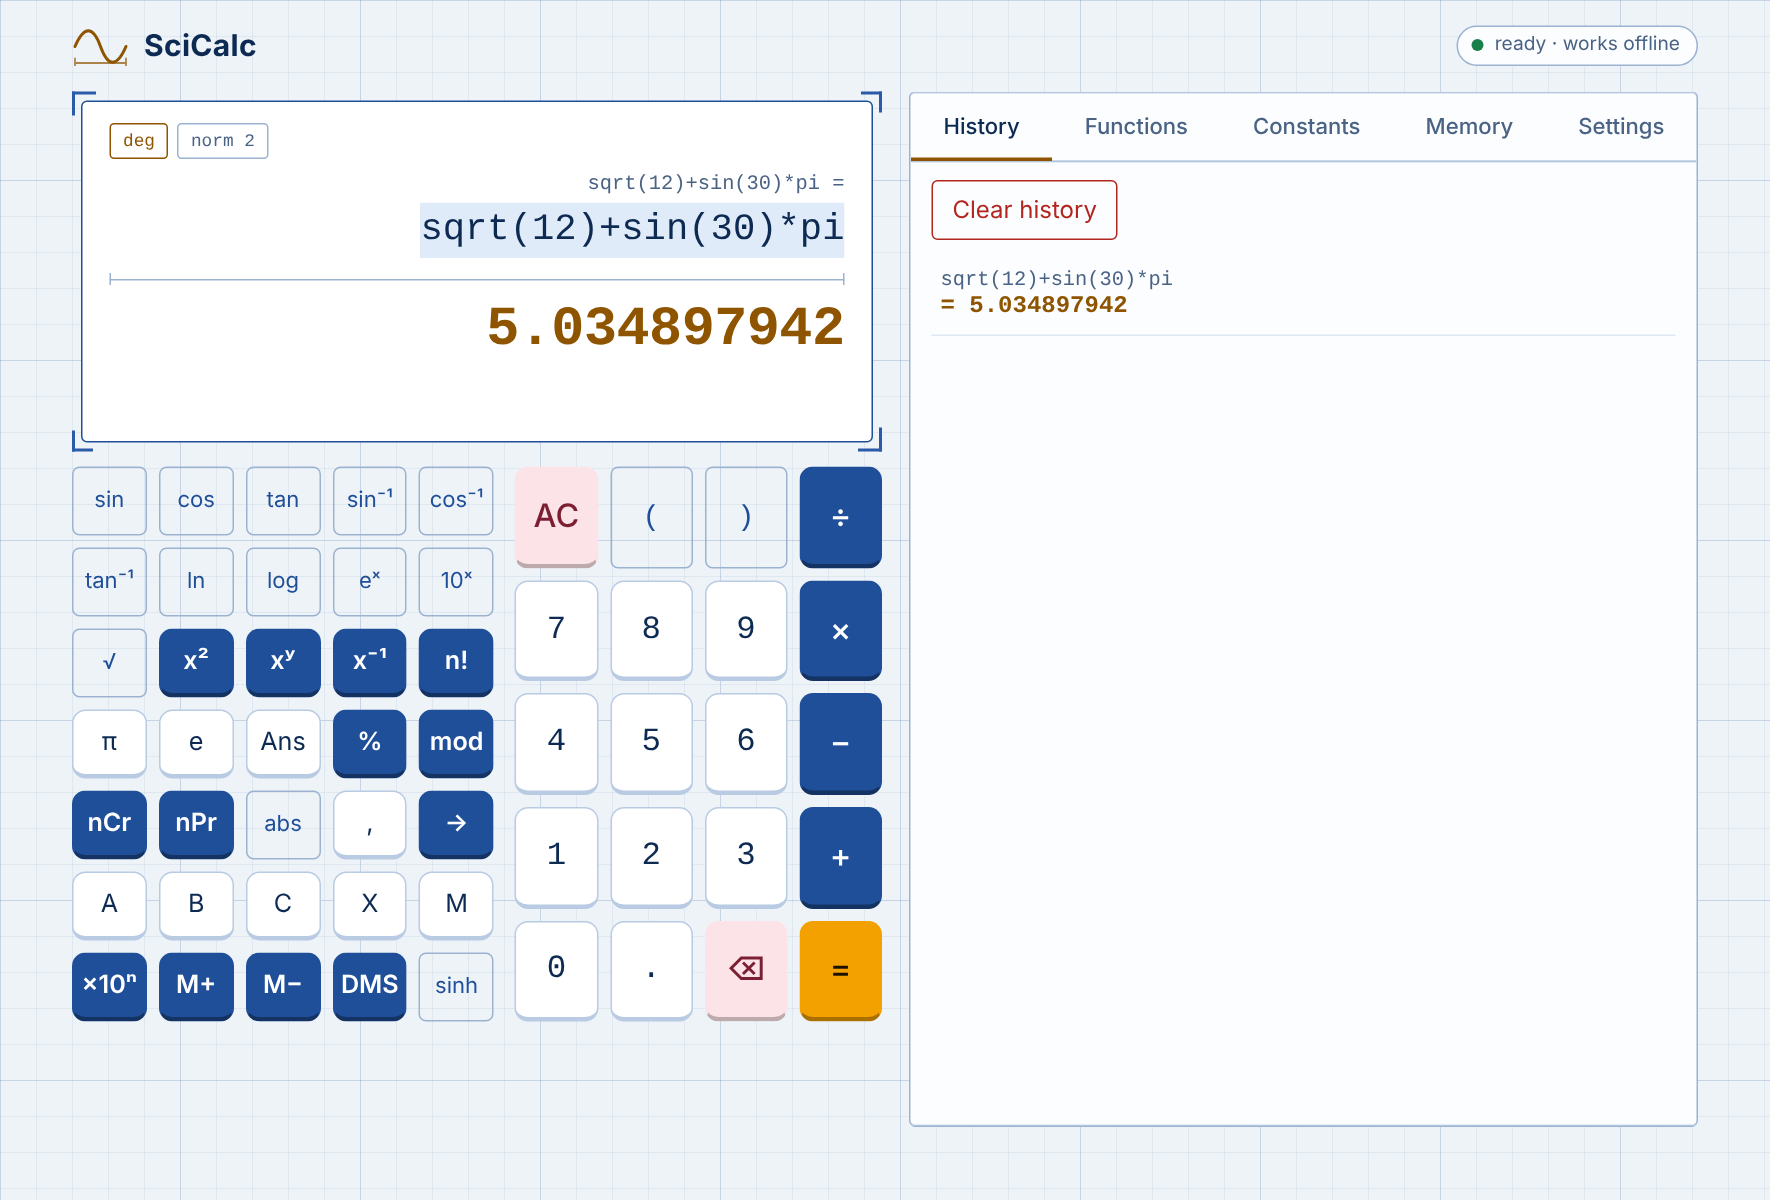 SciCalc
ready · works offline
deg norm 2
sqrt(12)+sin(30)*pi =
sqrt(12)+sin(30)*pi
5.034897942
History Functions Constants Memory Settings
Clear history
sqrt(12)+sin(30)*pi
= 5.034897942
sin cos tan sin⁻¹ cos⁻¹
tan⁻¹ ln log eˣ 10ˣ
√ x² xʸ x⁻¹ n!
π e Ans % mod
nCr nPr abs , →
A B C X M
×10ⁿ M+ M− DMS sinh
AC ( ) ÷
7 8 9 ×
4 5 6 −
1 2 3 +
0 . ⌫ =